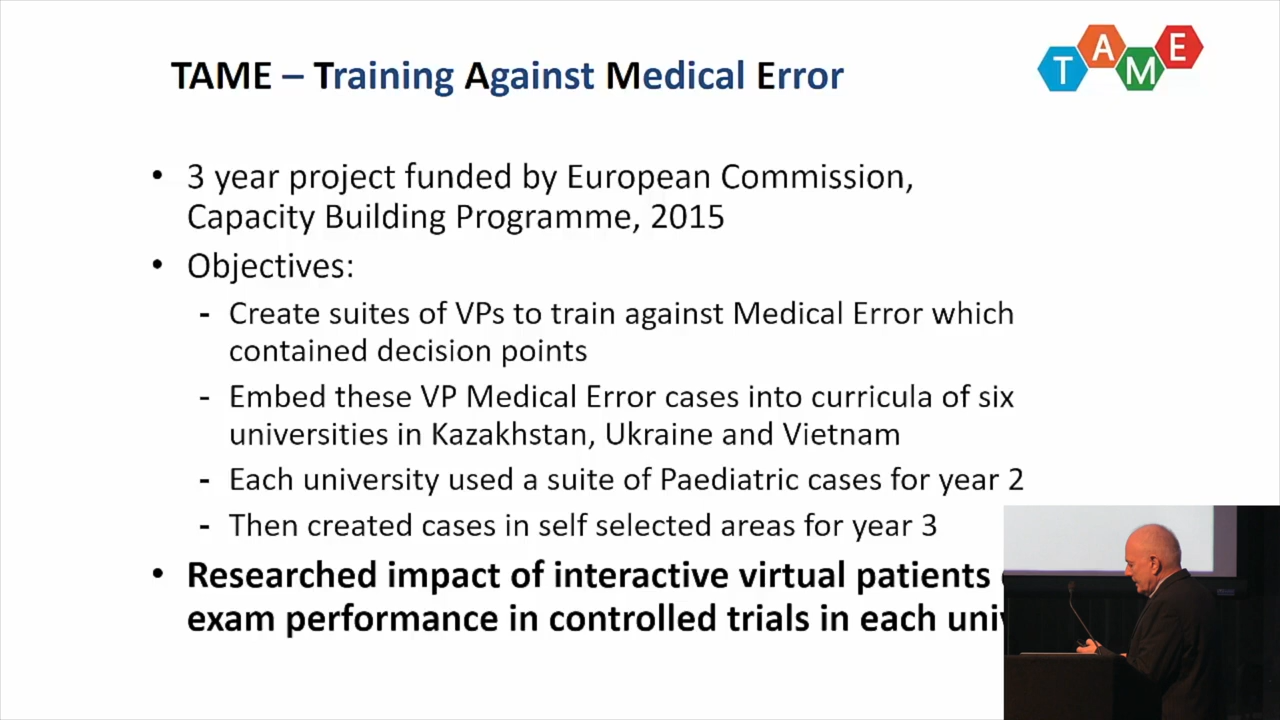 TAME
TAME – Training Against Medical Error
• 3 year project funded by European Commission,
Capacity Building Programme, 2015
• Objectives:
- Create suites of VPs to train against Medical Error which
contained decision points
- Embed these VP Medical Error cases into curricula of six
universities in Kazakhstan, Ukraine and Vietnam
- Each university used a suite of Paediatric cases for year 2
- Then created cases in self selected areas for year 3
• Researched impact of interactive virtual patients
exam performance in controlled trials in each